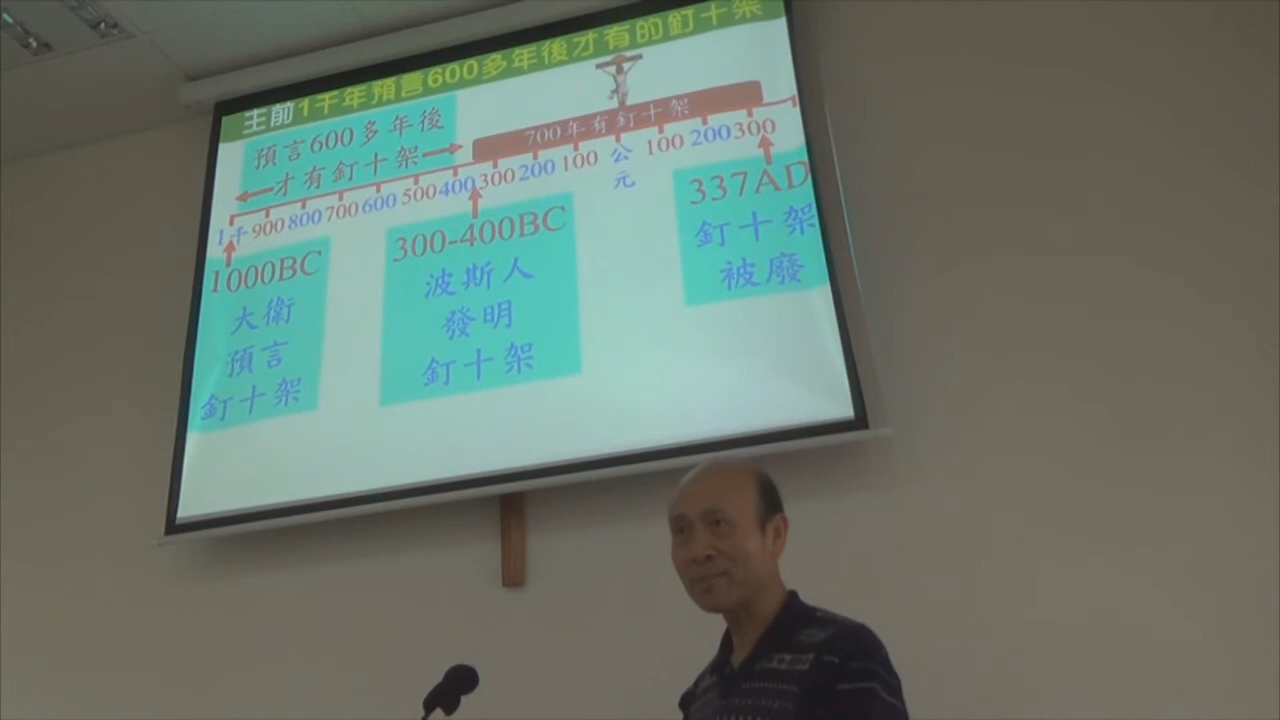 主前1千年預言600多年後才有的釘十架
預言600多年後
才有釘十架
700年有釘十架
1千 900 800 700 600 500 400 300 200 100 公元 100 200 300
1000BC
大衛
預言
釘十架
300-400BC
波斯人
發明
釘十架
337AD
釘十架
被廢